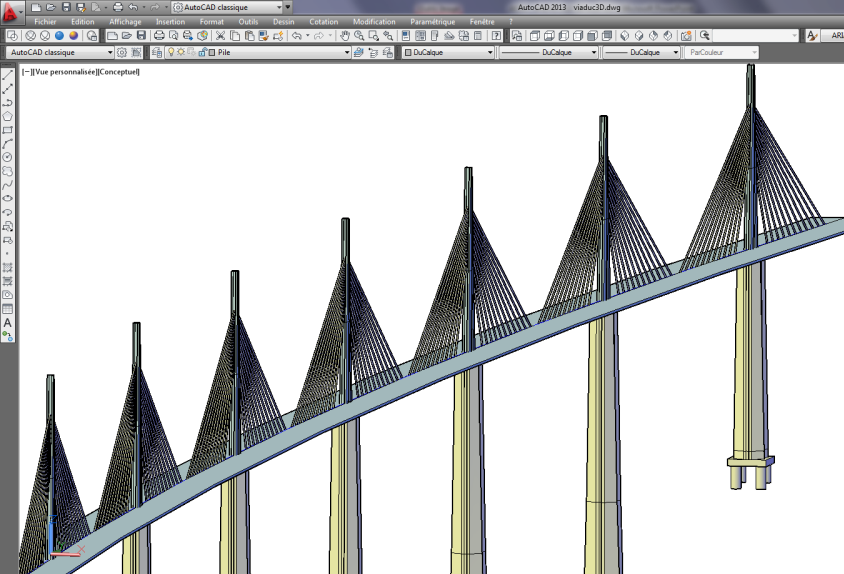 AutoCAD classique
AutoCAD 2013 viaduc3D.dwg
Fichier Edition Affichage Insertion Format Outils Dessin Cotation Modification Paramétrique Fenêtre ?
AutoCAD classique Pile DuCalque DuCalque DuCalque ParCouleur
[−][Vue personnalisée][Conceptuel]
A
X